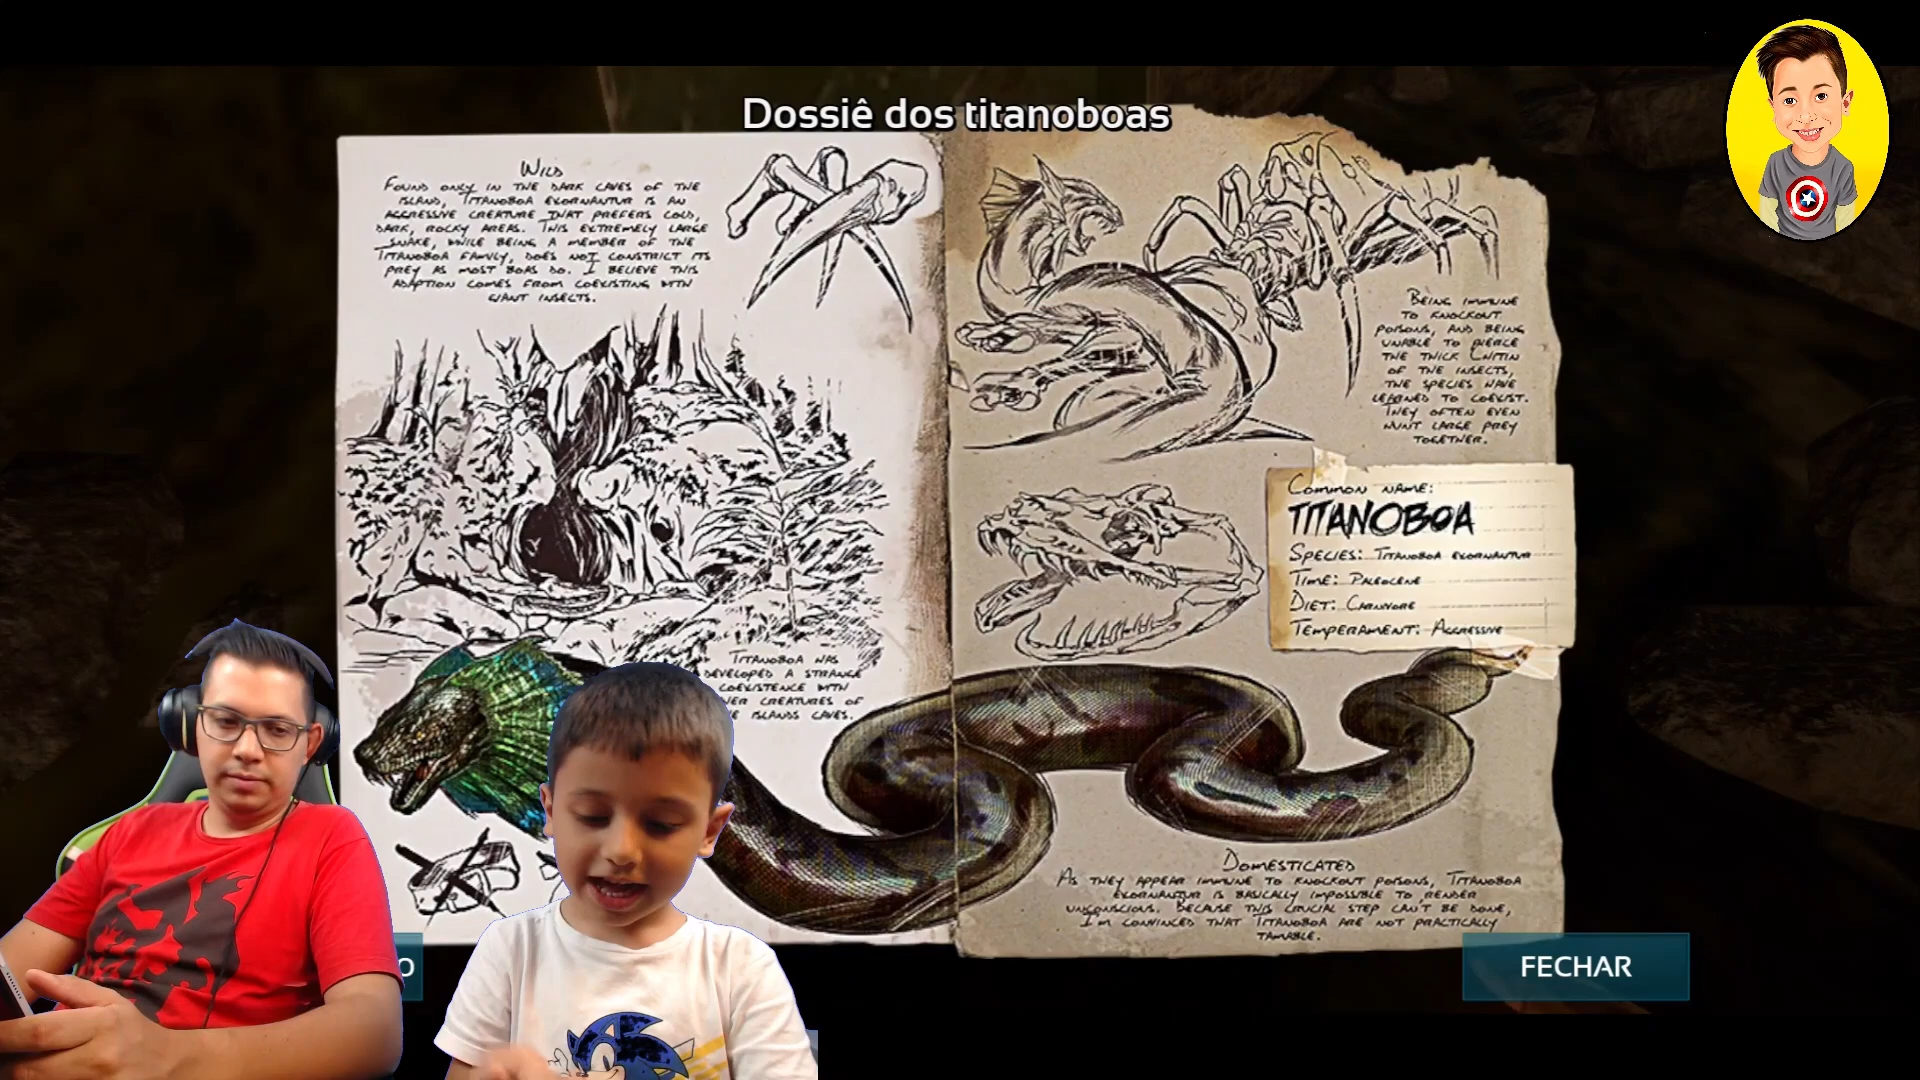 Dossiê dos titanoboas
WILD
FOUND ONLY IN THE DARK CAVES OF THE
ISLAND, TITANOBOA EXORNANTUR IS AN
AGGRESSIVE CREATURE THAT PREFERS COLD,
DARK, ROCKY AREAS. THIS EXTREMELY LARGE
SNAKE, WHILE BEING A MEMBER OF THE
TITANOBOA FAMILY, DOES NOT CONSTRICT ITS
PREY AS MOST BOAS DO. I BELIEVE THIS
ADAPTION COMES FROM COEXISTING WITH
GIANT INSECTS.
BEING IMMUNE
TO KNOCKOUT
POISONS, AND BEING
UNABLE TO PIERCE
THE THICK CHITIN
OF THE INSECTS,
THE SPECIES HAVE
LEARNED TO COEXIST.
THEY OFTEN EVEN
HUNT LARGE PREY
TOGETHER.
COMMON NAME:
TITANOBOA
SPECIES: TITANOBOA EXORNANTUR
TIME: PALEOCENE
DIET: CARNIVORE
TEMPERAMENT: AGGRESSIVE
TITANOBOA HAS
DEVELOPED A STRANGE
COEXISTENCE WITH
CREATURES OF
ISLANDS CAVES.
DOMESTICATED
AS THEY APPEAR IMMUNE TO KNOCKOUT POISONS, TITANOBOA
EXORNANTUR IS BASICALLY IMPOSSIBLE TO RENDER
UNCONSCIOUS. BECAUSE THIS CRUCIAL STEP CAN'T BE DONE,
I'M CONVINCED THAT TITANOBOA ARE NOT PRACTICALLY
TAMABLE.
FECHAR